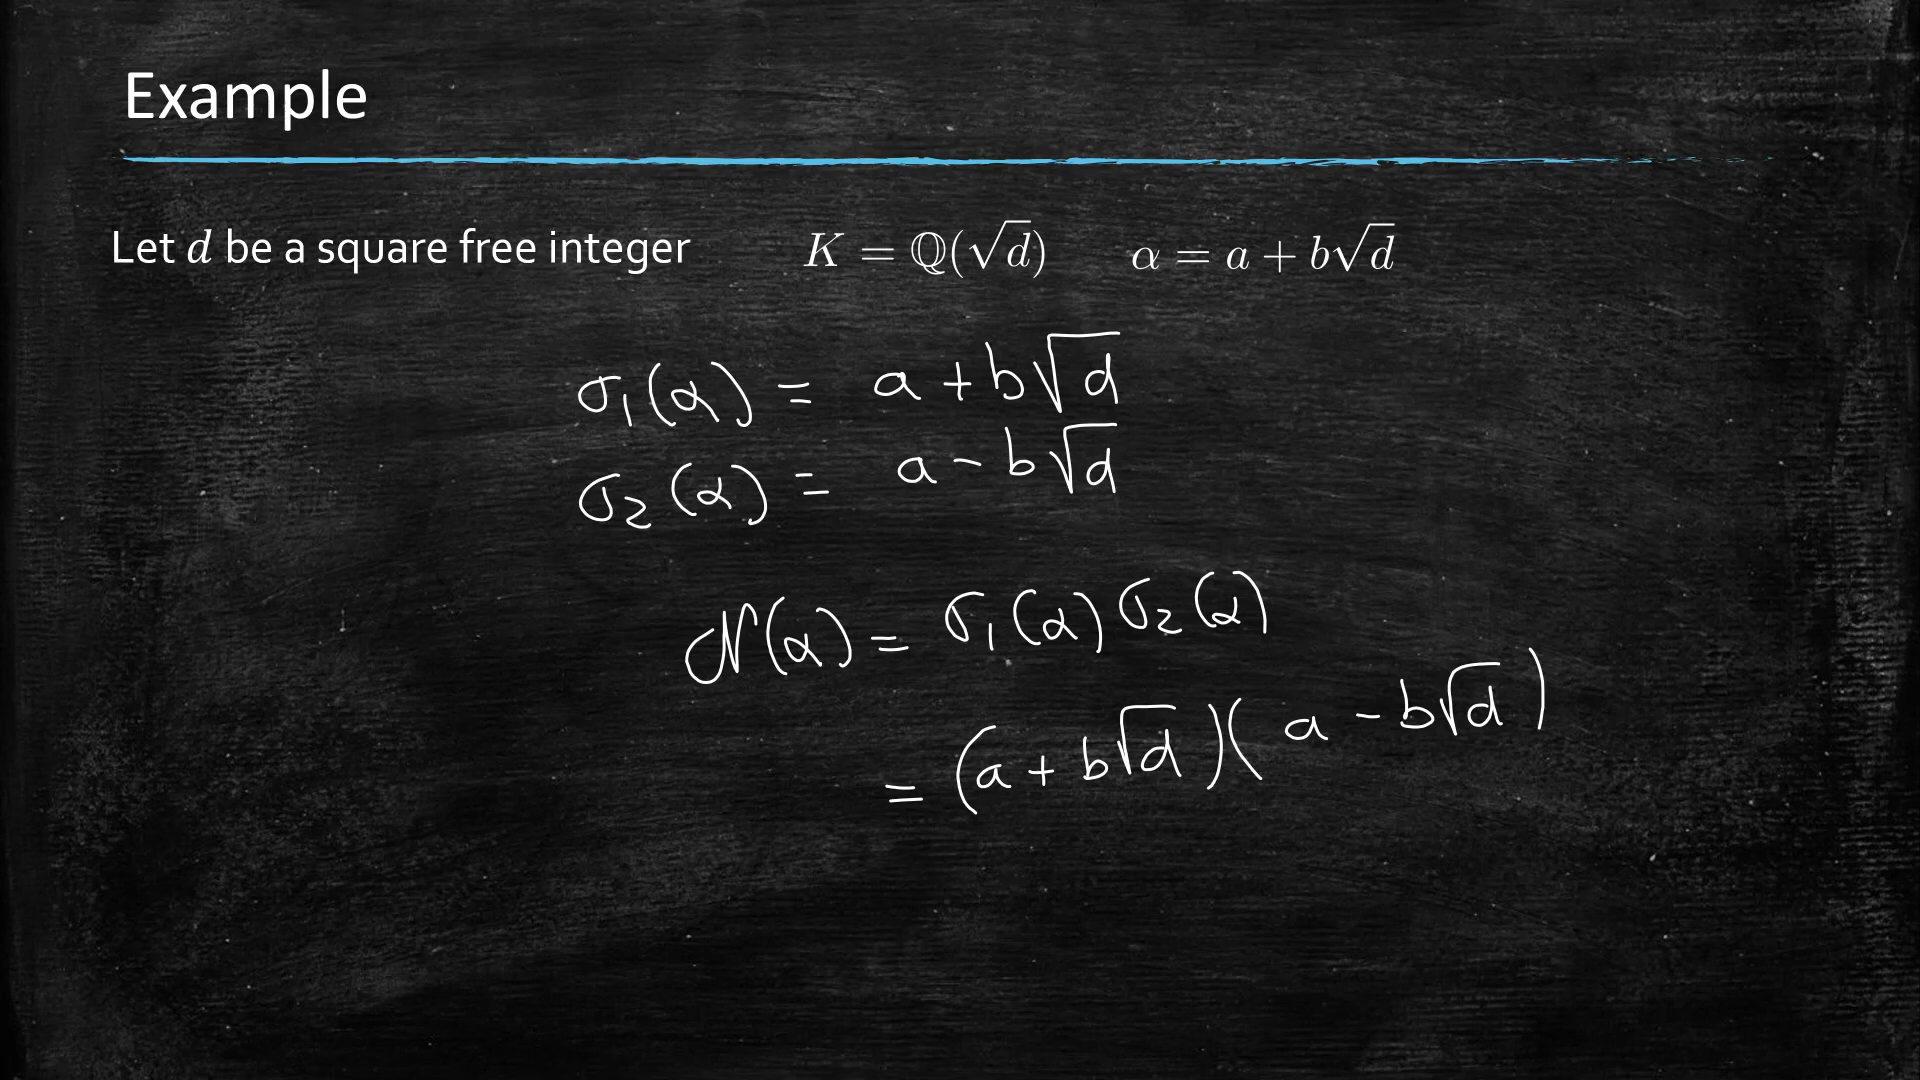 Example
Let d be a square free integer K = ℚ(√d) α = a + b√d
σ₁(α) = a + b√d
σ₂(α) = a − b√d
N(α) = σ₁(α) σ₂(α)
= (a + b√d)(a − b√d)